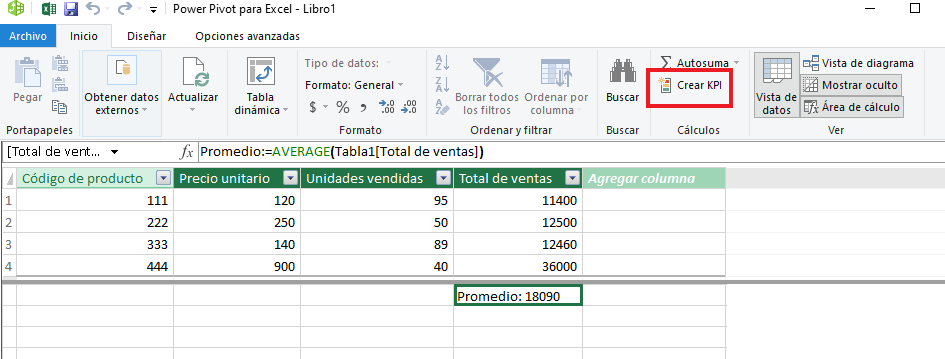 Power Pivot para Excel - Libro1
Archivo Inicio Diseñar Opciones avanzadas
Pegar
Portapapeles
Obtener datos externos
Actualizar
Tabla dinámica
Tipo de datos:
Formato: General
$ % , .00 .00
Formato
A Z
Z A
Borrar todos los filtros
Ordenar por columna
Ordenar y filtrar
Buscar
Buscar
Σ Autosuma
Crear KPI
Cálculos
Vista de datos
Vista de diagrama
Mostrar oculto
Área de cálculo
Ver
[Total de vent... fx Promedio:=AVERAGE(Tabla1[Total de ventas])
Código de producto Precio unitario Unidades vendidas Total de ventas Agregar columna
1 111 120 95 11400
2 222 250 50 12500
3 333 140 89 12460
4 444 900 40 36000
Promedio: 18090